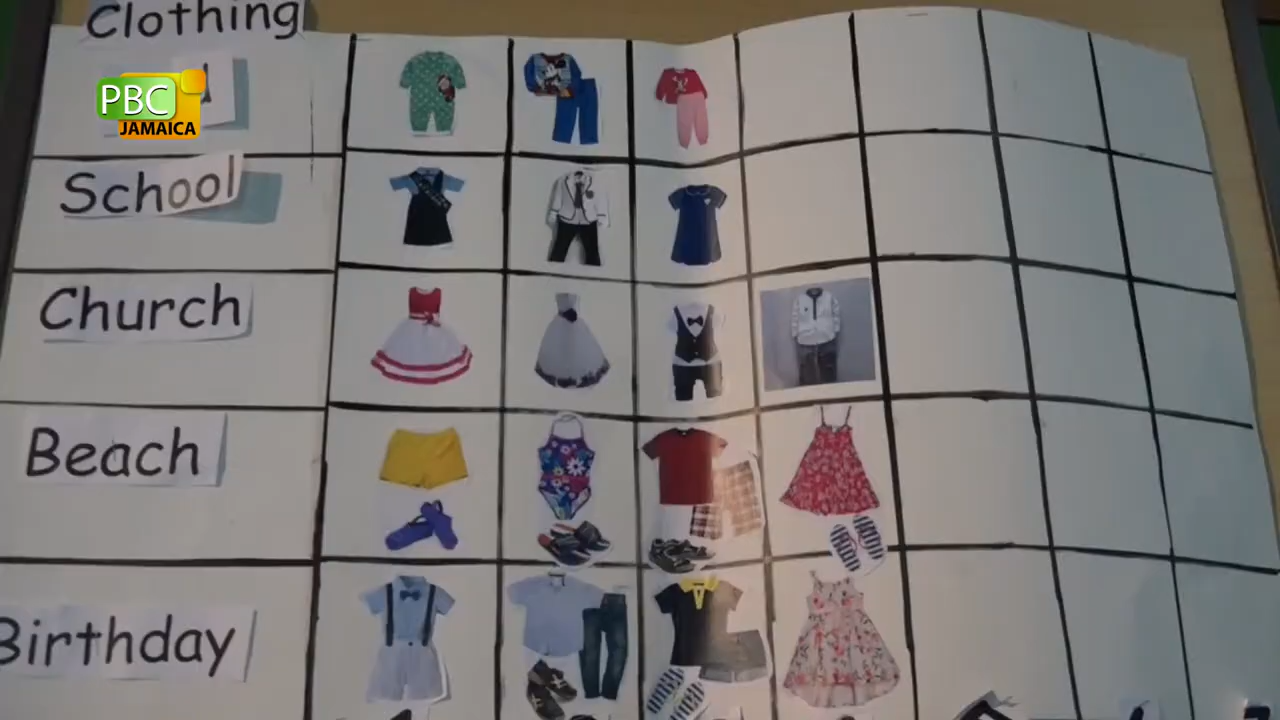 Clothing
PBC
JAMAICA
School
Church
Beach
Birthday